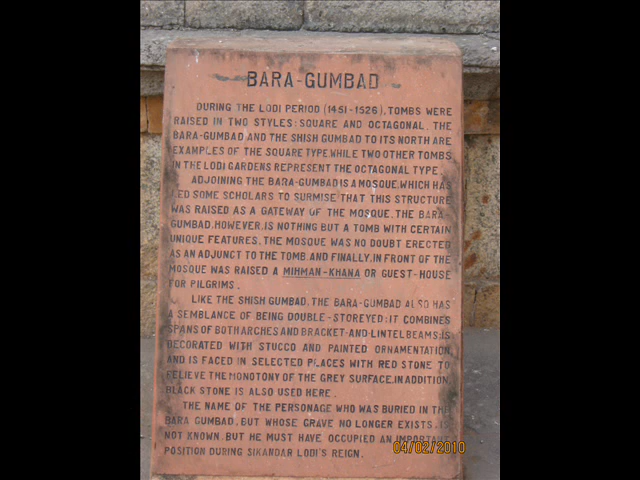 BARA-GUMBAD
DURING THE LODI PERIOD (1451-1526), TOMBS WERE
RAISED IN TWO STYLES: SQUARE AND OCTAGONAL. THE
BARA-GUMBAD AND THE SHISH GUMBAD TO ITS NORTH ARE
EXAMPLES OF THE SQUARE TYPE WHILE TWO OTHER TOMBS
IN THE LODI GARDENS REPRESENT THE OCTAGONAL TYPE.
ADJOINING THE BARA-GUMBAD IS A MOSQUE, WHICH HAS
LED SOME SCHOLARS TO SURMISE THAT THIS STRUCTURE
WAS RAISED AS A GATEWAY OF THE MOSQUE. THE BARA-
GUMBAD, HOWEVER, IS NOTHING BUT A TOMB WITH CERTAIN
UNIQUE FEATURES. THE MOSQUE WAS NO DOUBT ERECTED
AS AN ADJUNCT TO THE TOMB AND FINALLY, IN FRONT OF THE
MOSQUE WAS RAISED A MIHMAN-KHANA OR GUEST-HOUSE
FOR PILGRIMS.
LIKE THE SHISH GUMBAD, THE BARA-GUMBAD ALSO HAS
A SEMBLANCE OF BEING DOUBLE-STOREYED: IT COMBINES
SPANS OF BOTH ARCHES AND BRACKET-AND-LINTEL BEAMS: IS
DECORATED WITH STUCCO AND PAINTED ORNAMENTATION,
AND IS FACED IN SELECTED PLACES WITH RED STONE TO
RELIEVE THE MONOTONY OF THE GREY SURFACE. IN ADDITION,
BLACK STONE IS ALSO USED HERE.
THE NAME OF THE PERSONAGE WHO WAS BURIED IN THE
BARA GUMBAD, BUT WHOSE GRAVE NO LONGER EXISTS, IS
NOT KNOWN, BUT HE MUST HAVE OCCUPIED AN IMPORTANT
POSITION DURING SIKANDAR LODI'S REIGN.
04/02/2010